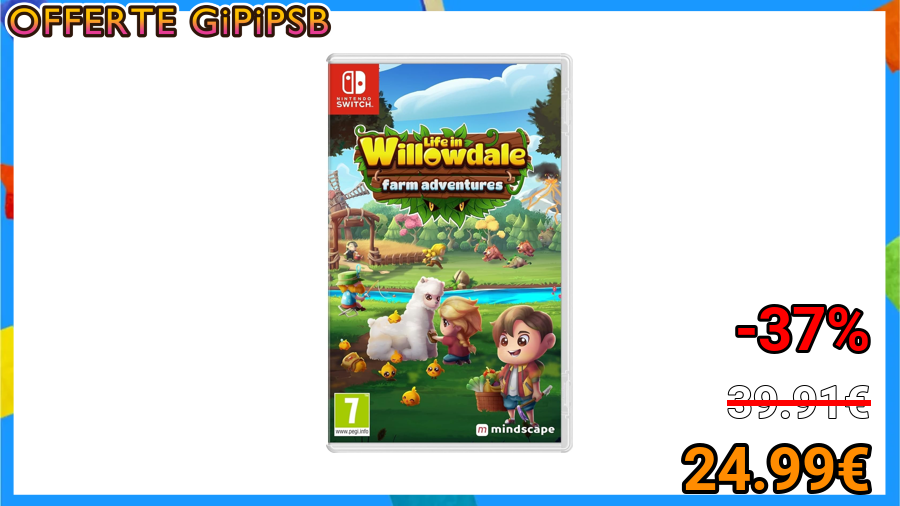 OFFERTE GiPiPSB
NINTENDO
SWITCH.
Life in
Willowdale
farm adventures
7
www.pegi.info
mindscape
-37%
39.91€
24.99€